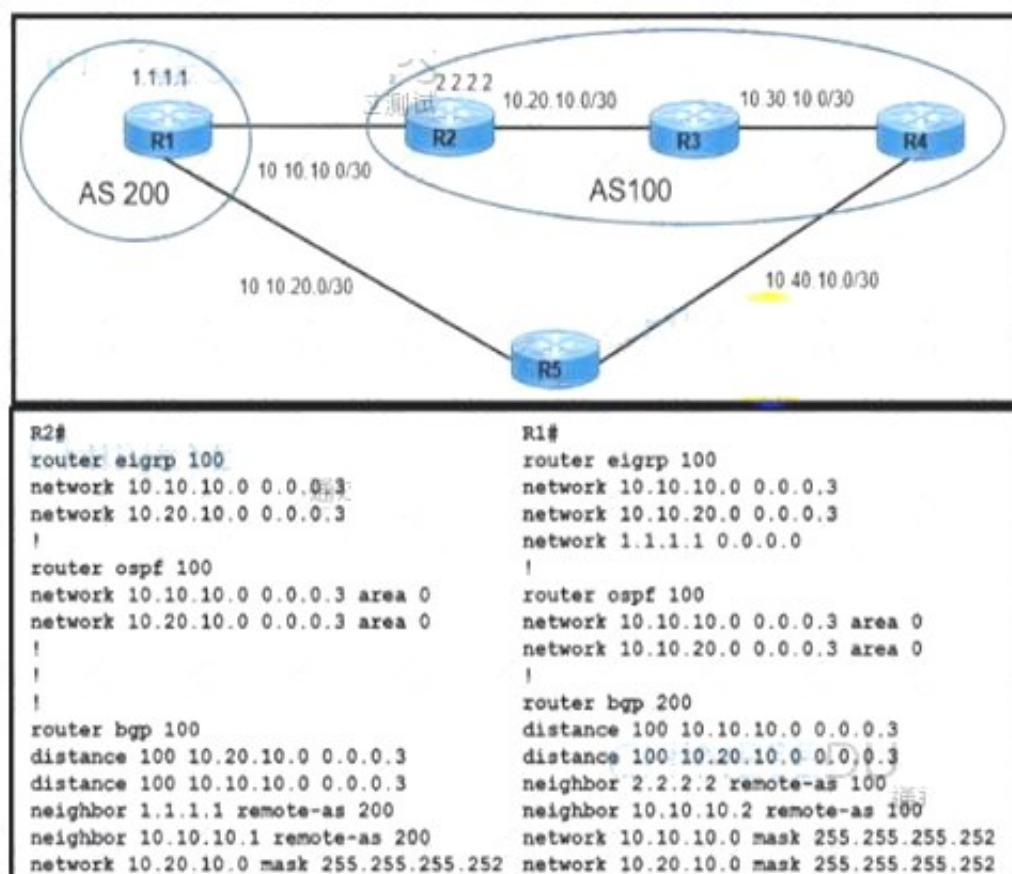 1.1.1.1
2 2 2 2
立测试
10.20.10 0/30
10 30.10 0/30
R1
R2
R3
R4
10 10.10 0/30
AS 200
AS100
10 10.20.0/30
10 40.10.0/30
R5
R2#
router eigrp 100
network 10.10.10.0 0.0.0.3
network 10.20.10.0 0.0.0.3
!
router ospf 100
network 10.10.10.0 0.0.0.3 area 0
network 10.20.10.0 0.0.0.3 area 0
!
!
!
router bgp 100
distance 100 10.20.10.0 0.0.0.3
distance 100 10.10.10.0 0.0.0.3
neighbor 1.1.1.1 remote-as 200
neighbor 10.10.10.1 remote-as 200
network 10.20.10.0 mask 255.255.255.252
R1#
router eigrp 100
network 10.10.10.0 0.0.0.3
network 10.10.20.0 0.0.0.3
network 1.1.1.1 0.0.0.0
!
router ospf 100
network 10.10.10.0 0.0.0.3 area 0
network 10.10.20.0 0.0.0.3 area 0
!
router bgp 200
distance 100 10.10.10.0 0.0.0.3
distance 100 10.20.10.0 0.0.0.3
neighbor 2.2.2.2 remote-as 100
neighbor 10.10.10.2 remote-as 100
network 10.10.10.0 mask 255.255.255.252
network 10.20.10.0 mask 255.255.255.252